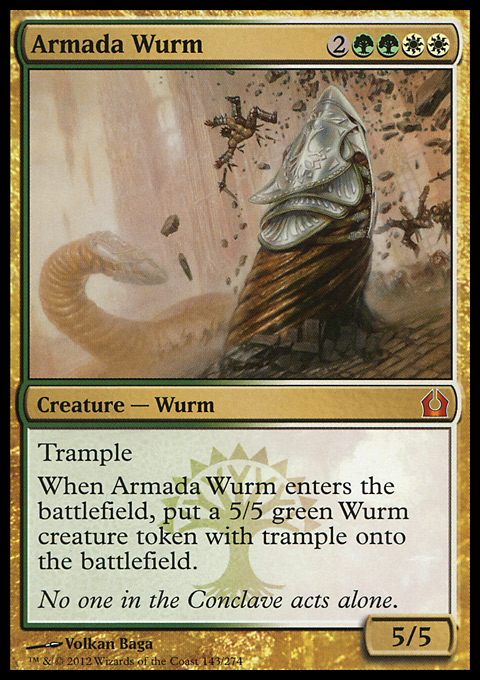 Armada Wurm 2
Creature — Wurm
Trample
When Armada Wurm enters the
battlefield, put a 5/5 green Wurm
creature token with trample onto
the battlefield.
No one in the Conclave acts alone.
Volkan Baga
5/5
™ & © 2012 Wizards of the Coast 143/274